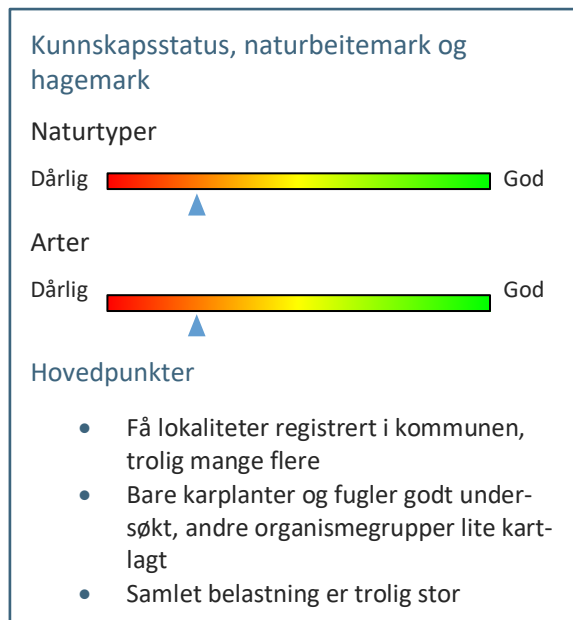 Kunnskapsstatus, naturbeitemark og
hagemark
Naturtyper
Dårlig God
Arter
Dårlig God
Hovedpunkter
• Få lokaliteter registrert i kommunen,
trolig mange flere
• Bare karplanter og fugler godt under-
søkt, andre organismegrupper lite kart-
lagt
• Samlet belastning er trolig stor